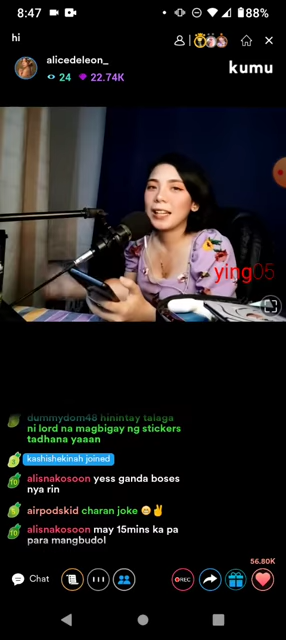 8:47
88%
hi
alicedeleon_
24 22.74K
kumu
ying05
dummydom48 hinintay talaga
ni lord na magbigay ng stickers
tadhana yaaan
kashishekinah joined
alisnakosoon yess ganda boses
nya rin
airpodskid charan joke
alisnakosoon may 15mins ka pa
para mangbudol
56.80K
Chat
REC